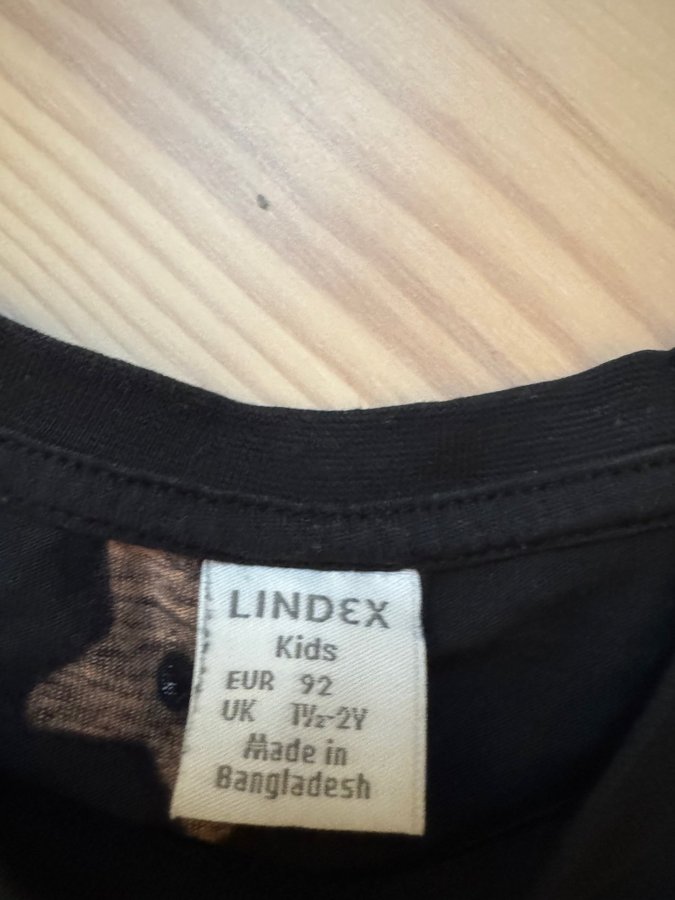 LINDEX
Kids
EUR 92
UK 1½-2Y
Made in
Bangladesh